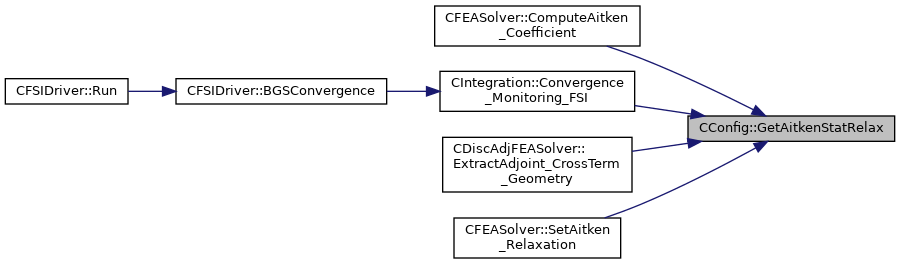 CFEASolver::ComputeAitken
_Coefficient
CFSIDriver::Run
CFSIDriver::BGSConvergence
CIntegration::Convergence
_Monitoring_FSI
CConfig::GetAitkenStatRelax
CDiscAdjFEASolver::
ExtractAdjoint_CrossTerm
_Geometry
CFEASolver::SetAitken
_Relaxation